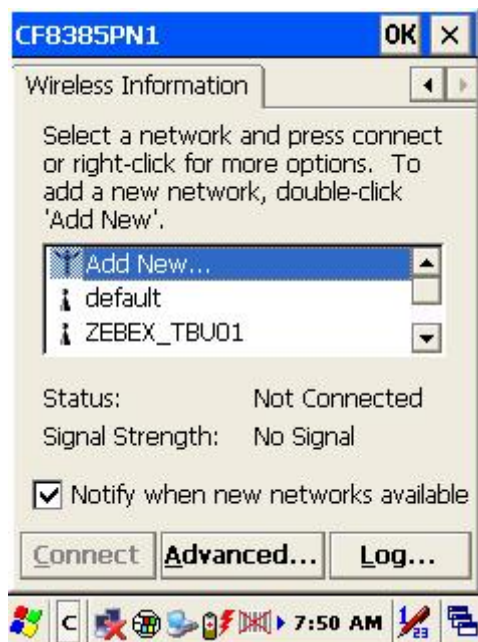 CF8385PN1 OK ×
Wireless Information
Select a network and press connect
or right-click for more options. To
add a new network, double-click
'Add New'.
Add New...
default
ZEBEX_TBU01
Status: Not Connected
Signal Strength: No Signal
Notify when new networks available
Connect Advanced... Log...
C 7:50 AM 1/23